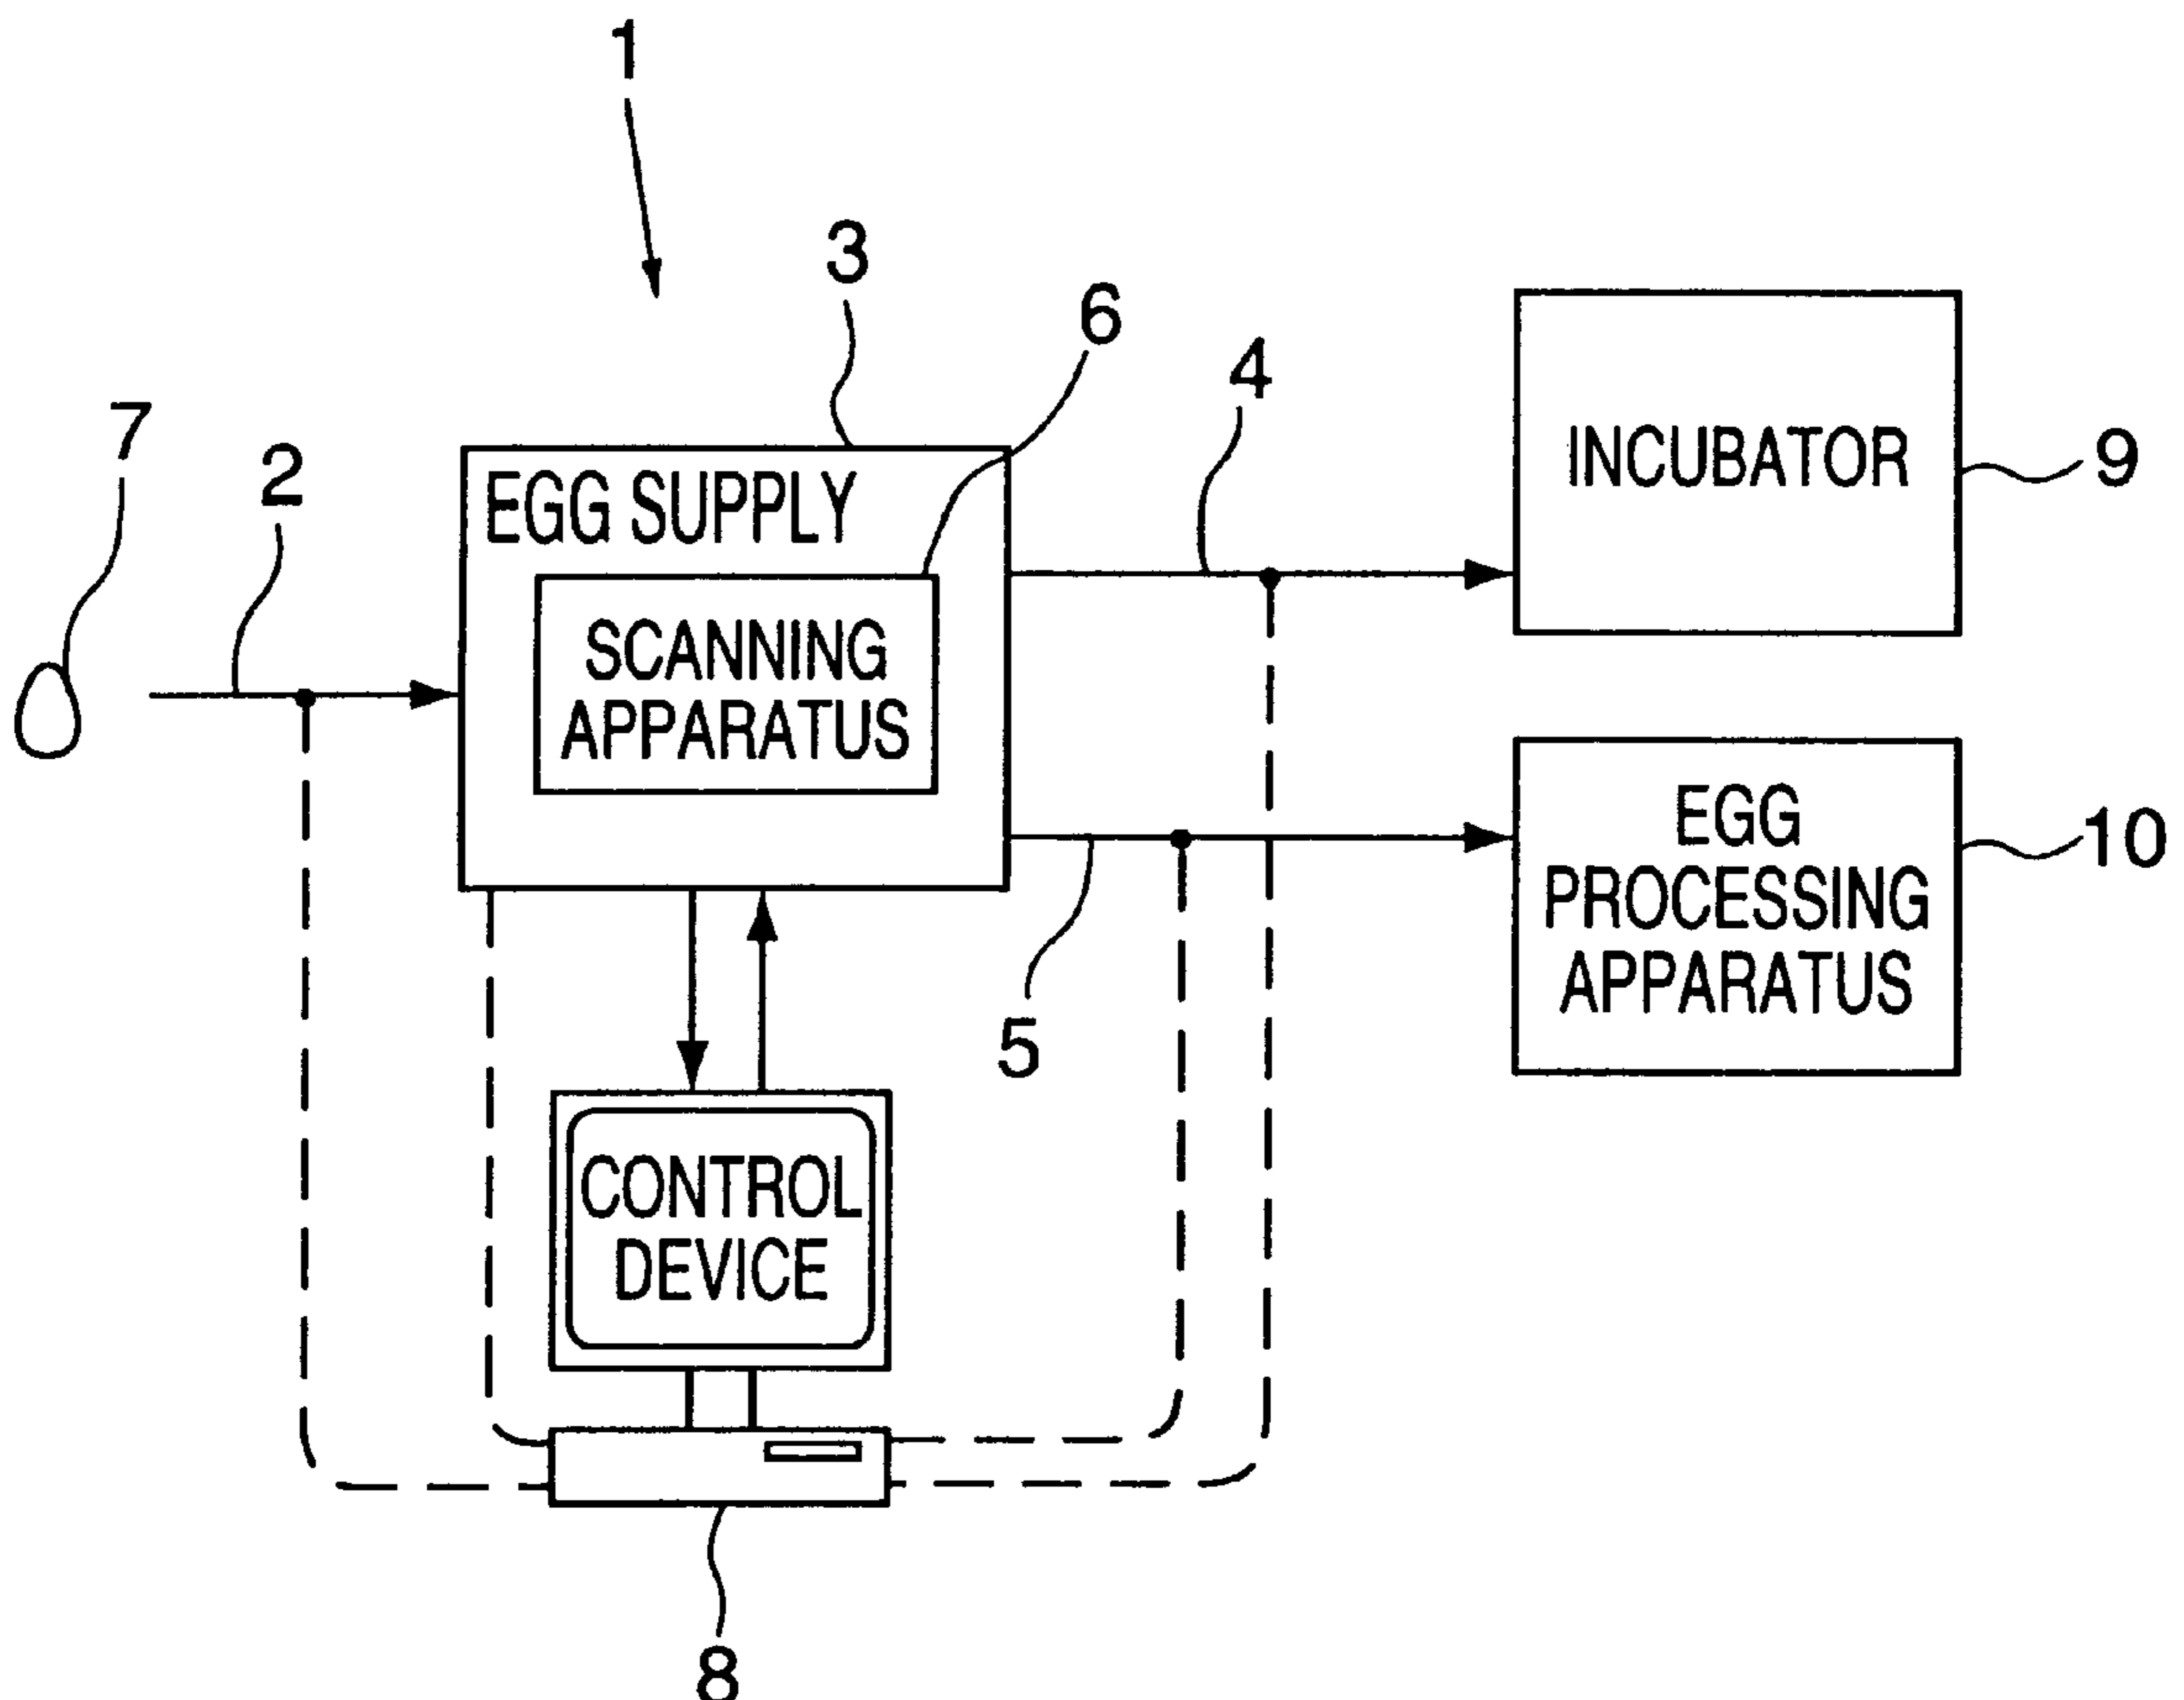 1
3
6
4
7
2
EGG SUPPLY
INCUBATOR
9
SCANNING
APPARATUS
EGG
PROCESSING
APPARATUS
10
5
CONTROL
DEVICE
8